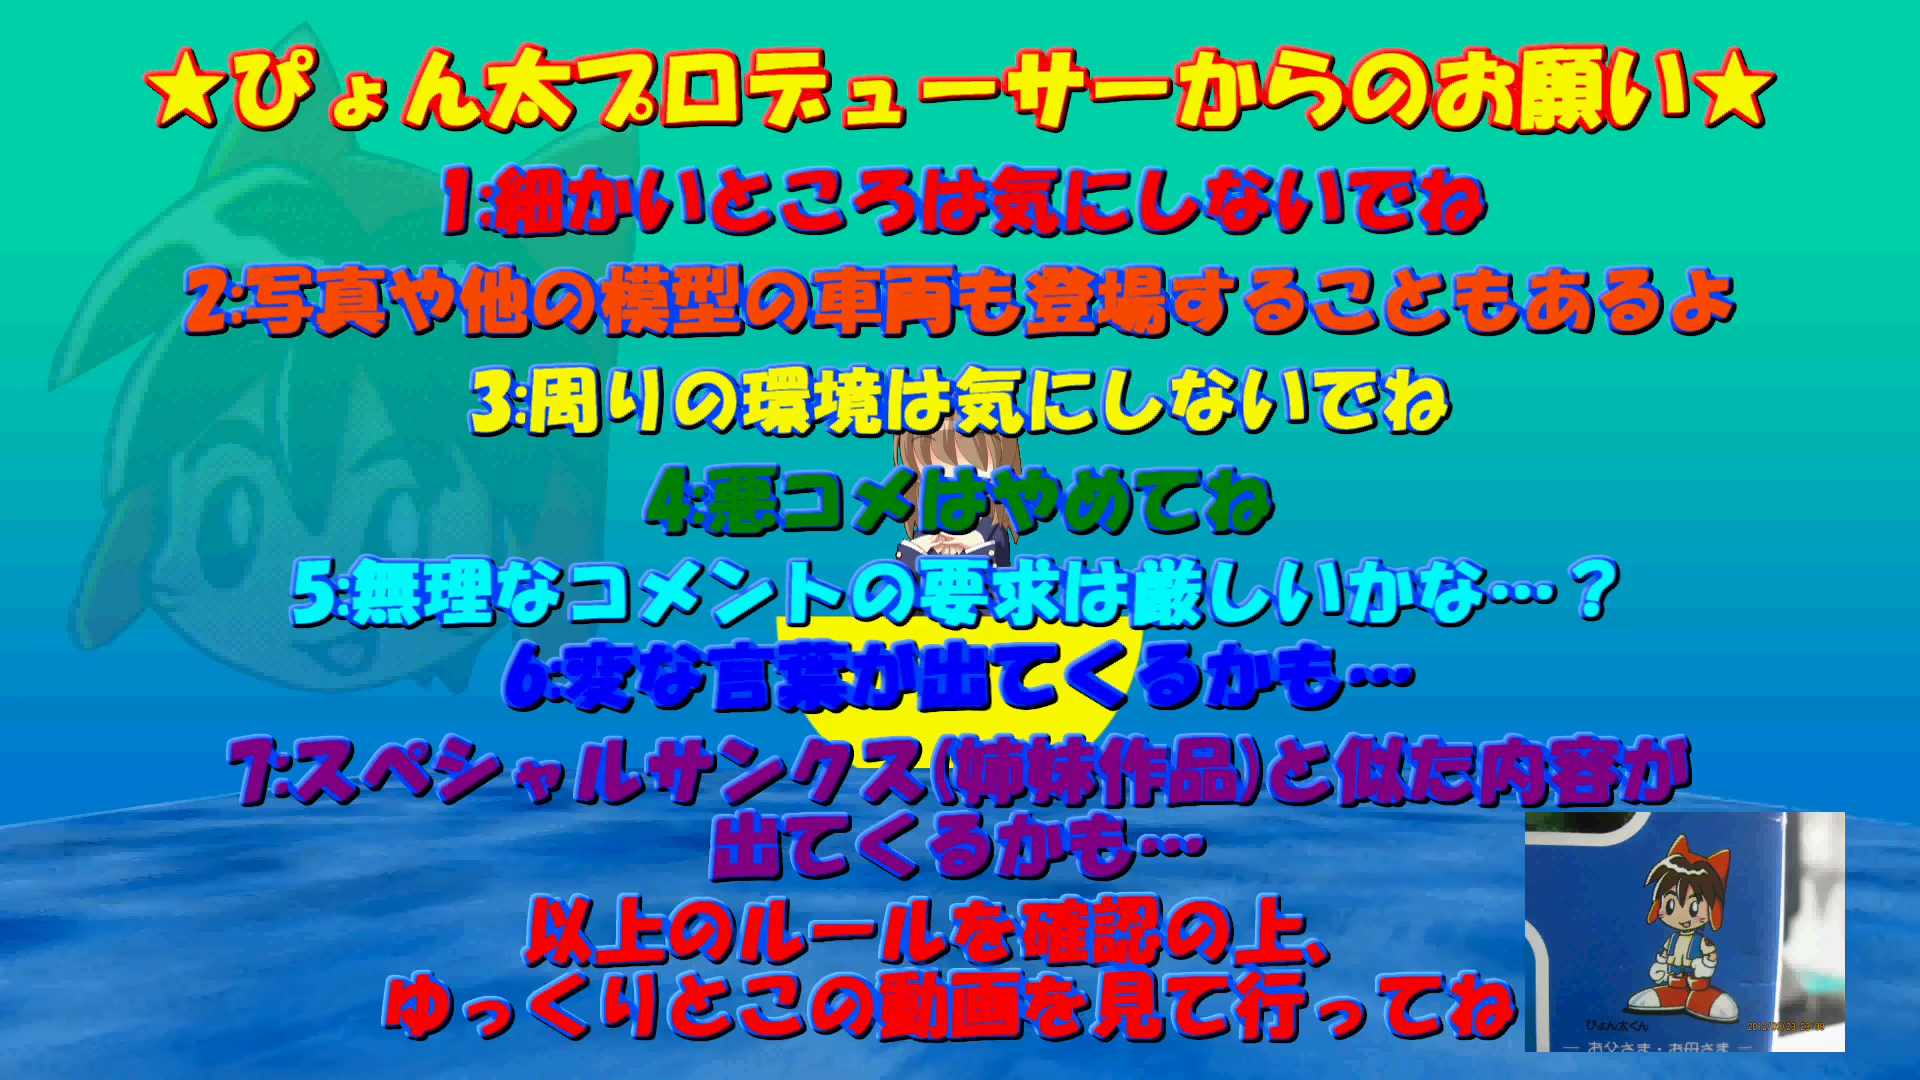 ★ぴょん太プロデューサーからのお願い★
1:細かいところは気にしないでね
2:写真や他の模型の車両も登場することもあるよ
3:周りの環境は気にしないでね
4:悪コメはやめてね
5:無理なコメントの要求は厳しいかな…？
6:変な言葉が出てくるかも…
7:スペシャルサンクス(姉妹作品)と似た内容が
出てくるかも…
以上のルールを確認の上、
ゆっくりとこの動画を見て行ってね
ぴょん太くん
― お父さま・お母さま ―